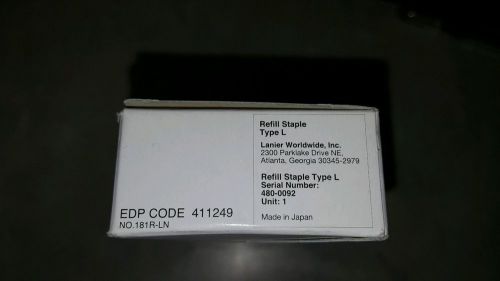 Refill Staple
Type L
Lanier Worldwide, Inc.
2300 Parklake Drive NE,
Atlanta, Georgia 30345-2979
Refill Staple Type L
Serial Number:
480-0092
Unit: 1
Made in Japan
EDP CODE 411249
NO.181R-LN